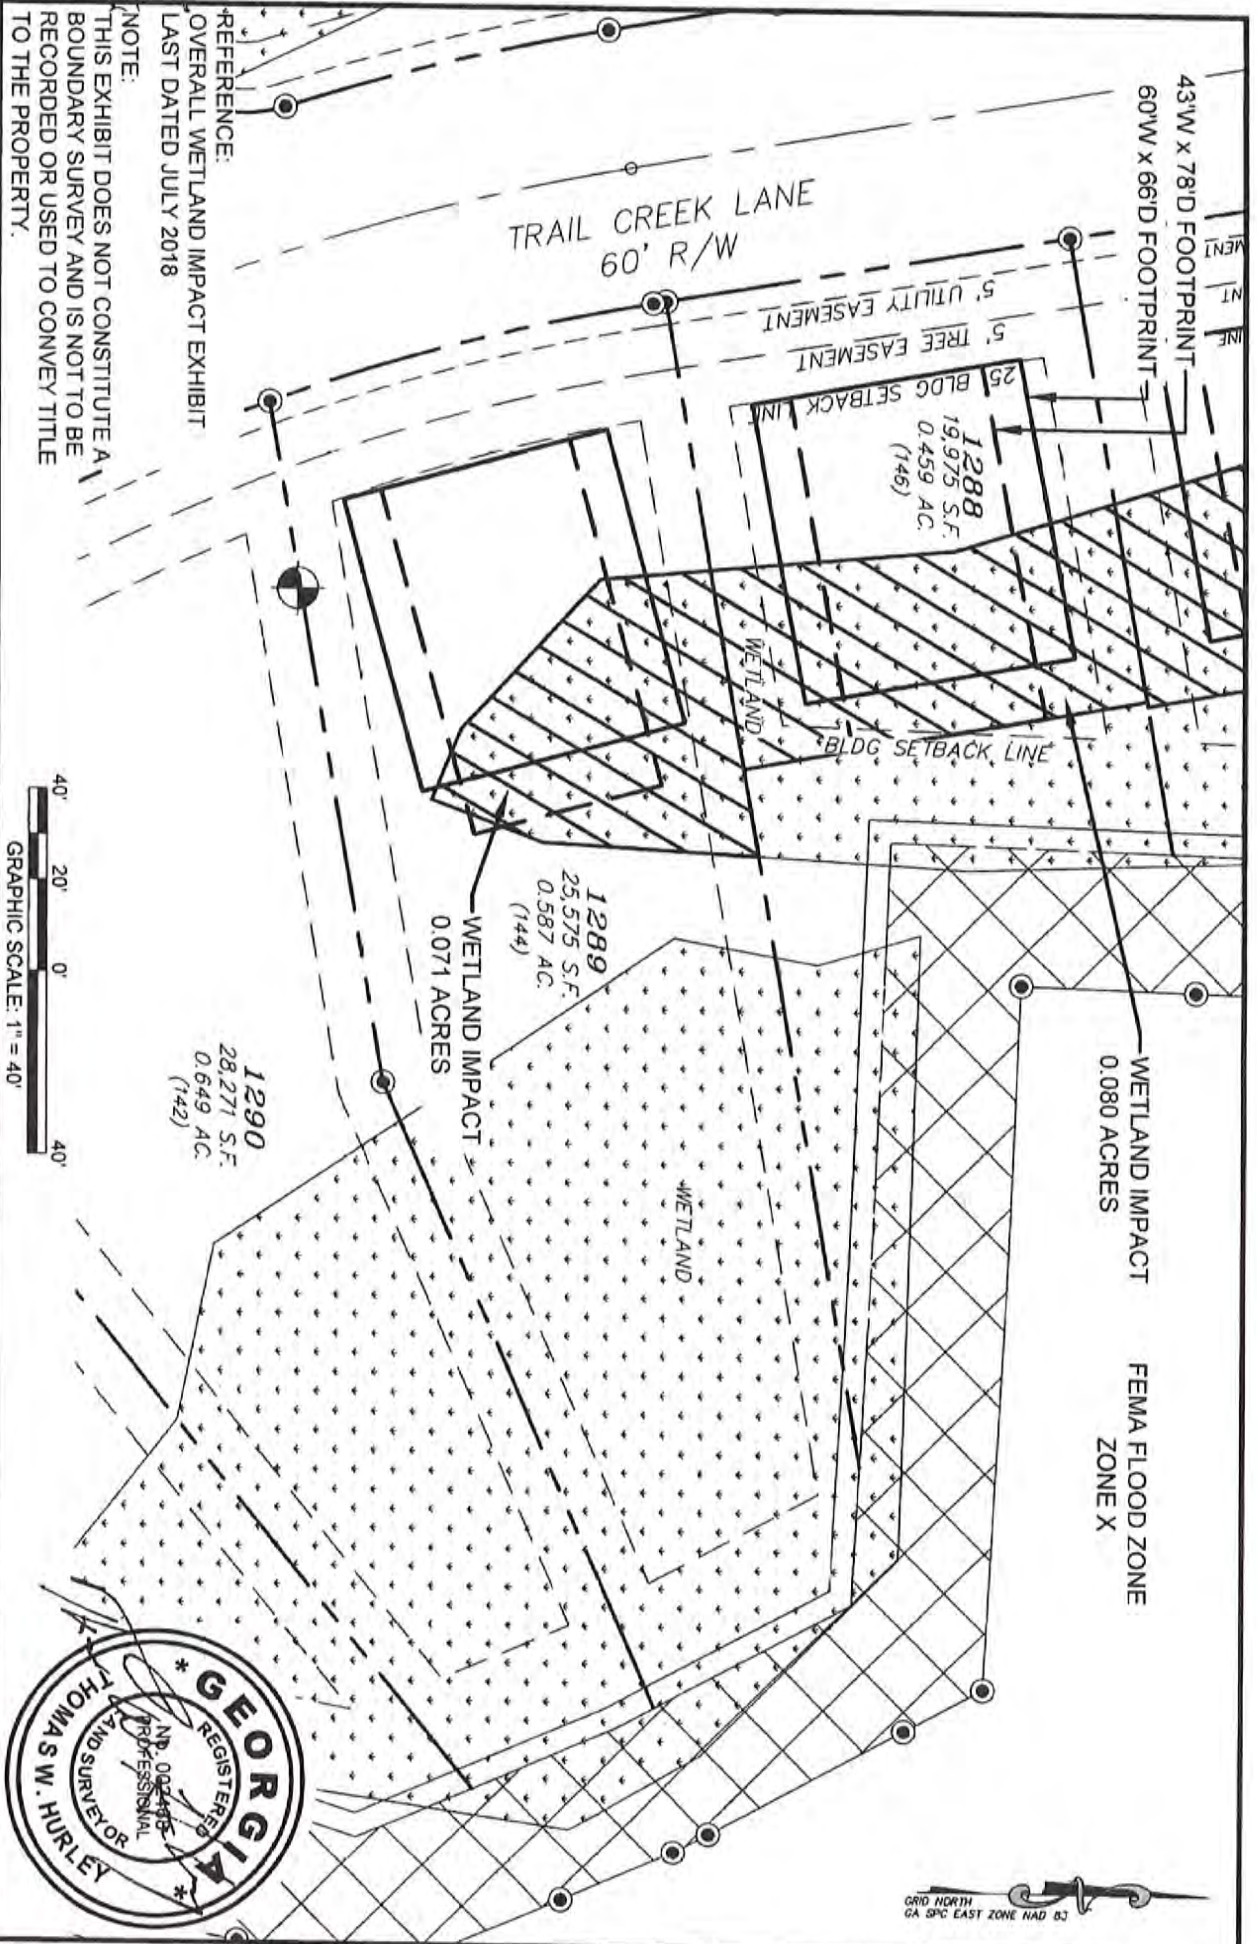 43'W x 78'D FOOTPRINT
60'W x 66'D FOOTPRINT
TRAIL CREEK LANE
60' R/W
5' UTILITY EASEMENT
5' TREE EASEMENT
25' BLDG SETBACK LINE
1288
19,975 S.F.
0.459 AC.
(146)
WETLAND
BLDG SETBACK LINE
WETLAND IMPACT
0.080 ACRES
FEMA FLOOD ZONE
ZONE X
1289
25,575 S.F.
0.587 AC.
(144)
WETLAND IMPACT
0.071 ACRES
WETLAND
1290
28,271 S.F.
0.649 AC.
(142)
REFERENCE:
OVERALL WETLAND IMPACT EXHIBIT
LAST DATED JULY 2018
NOTE:
THIS EXHIBIT DOES NOT CONSTITUTE A
BOUNDARY SURVEY AND IS NOT TO BE
RECORDED OR USED TO CONVEY TITLE
TO THE PROPERTY.
40' 20' 0' 40'
GRAPHIC SCALE: 1" = 40'
GRID NORTH
GA SPC EAST ZONE NAD 83
* GEORGIA *
REGISTERED
PROFESSIONAL
LAND SURVEYOR
THOMAS W. HURLEY